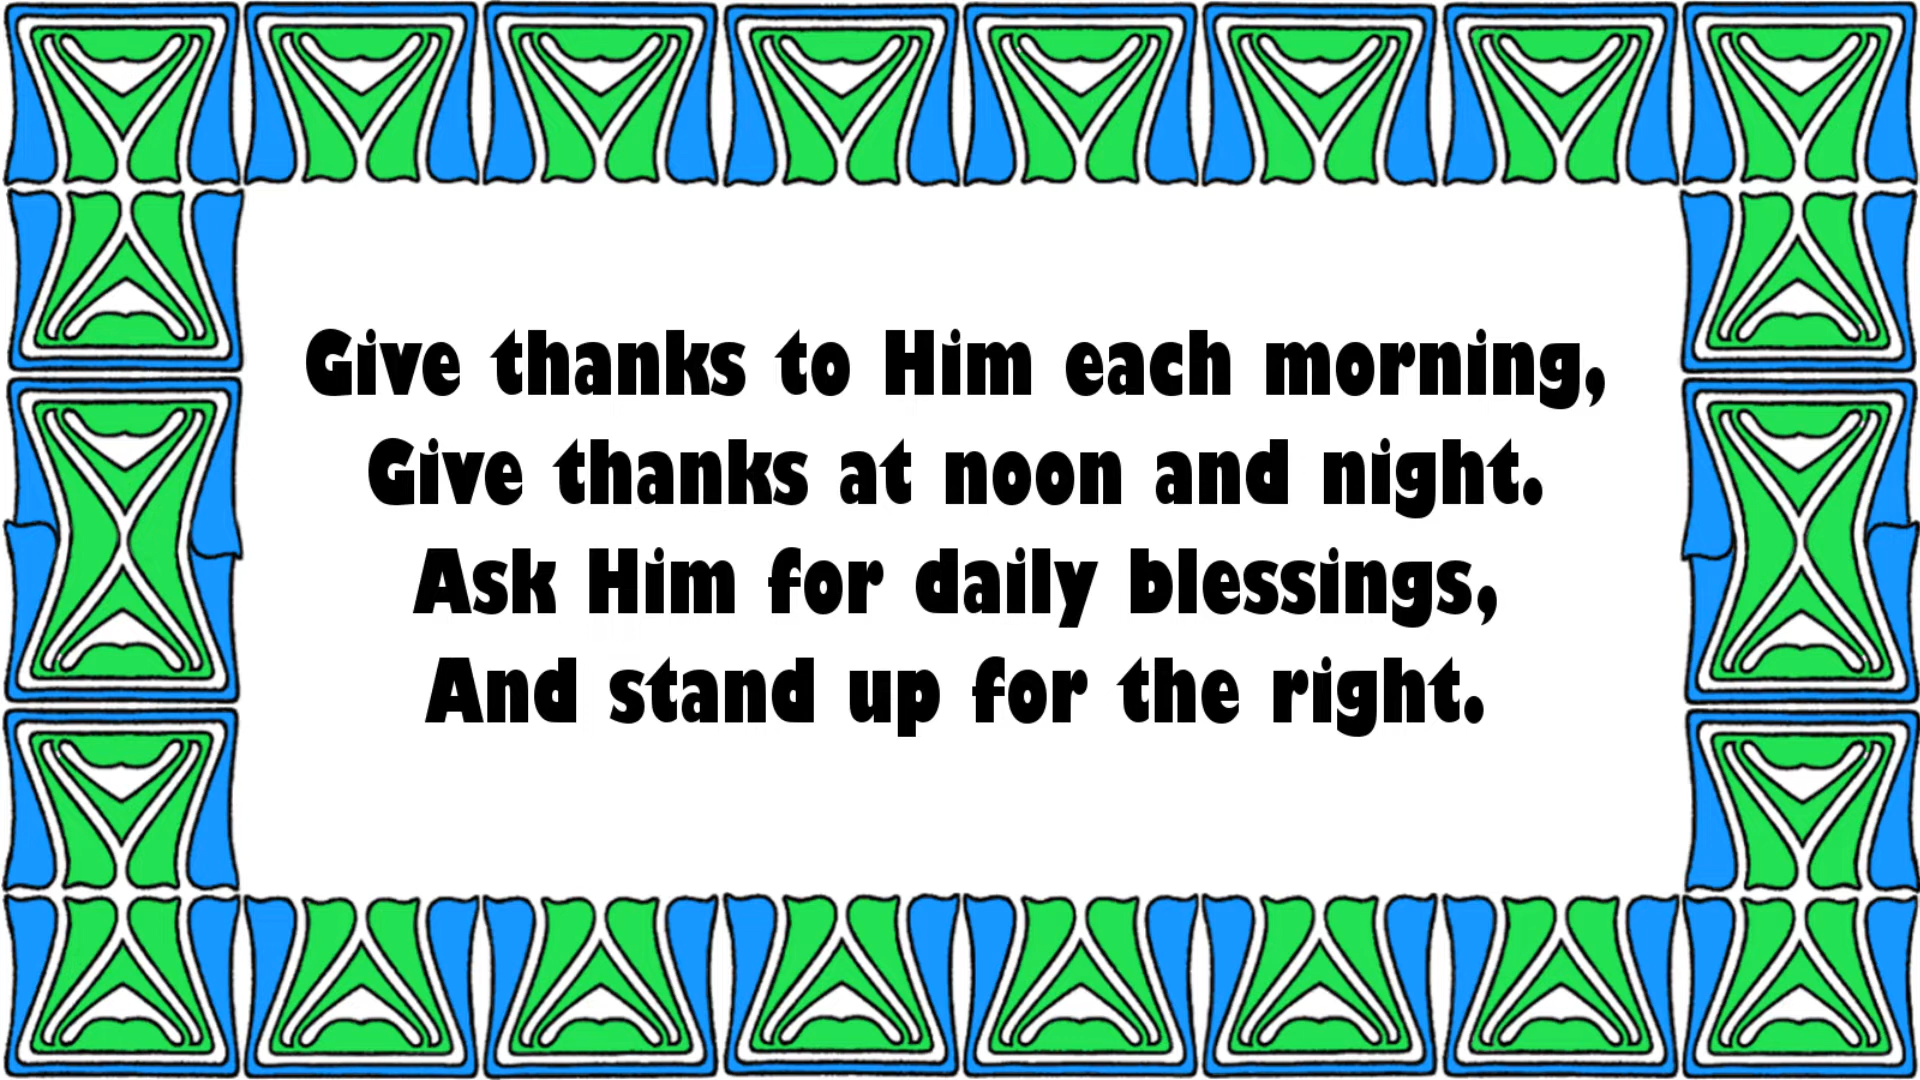 Give thanks to Him each morning,
Give thanks at noon and night.
Ask Him for daily blessings,
And stand up for the right.